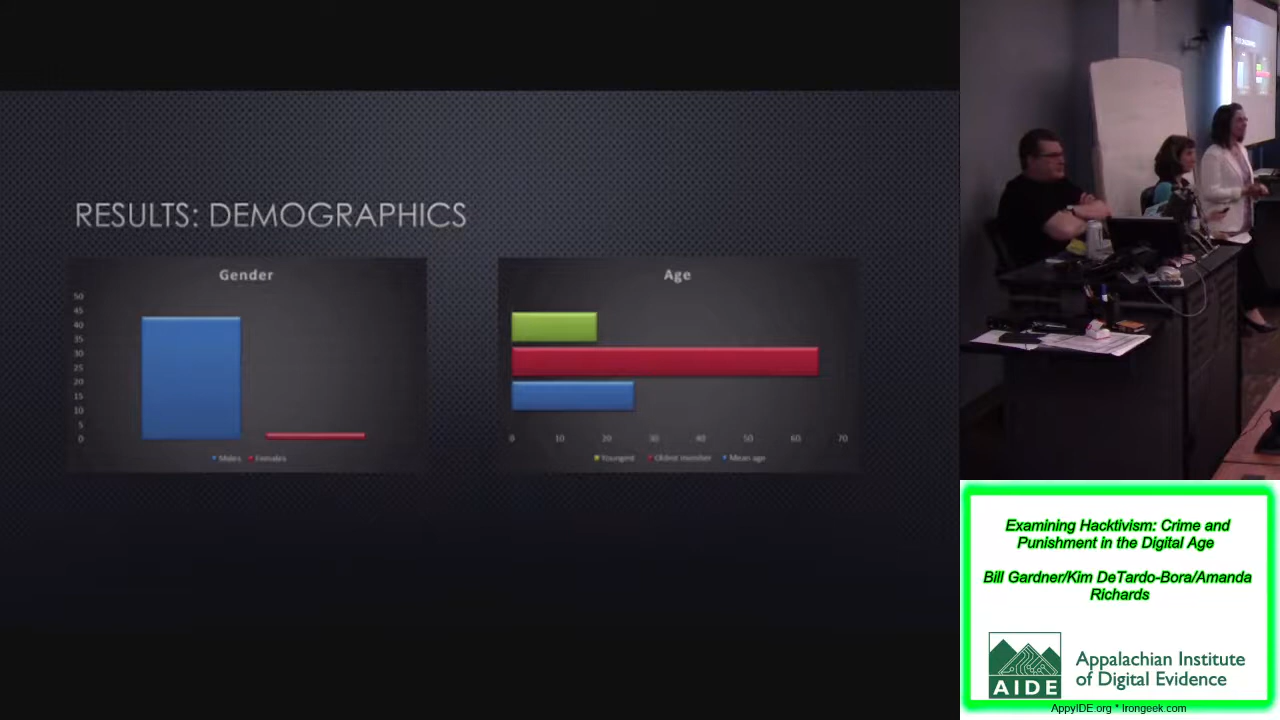 RESULTS: DEMOGRAPHICS
Gender
50
45
40
35
30
25
20
15
10
5
0
Males Females
Age
0 10 20 30 40 50 60 70
Youngest Oldest member Mean age
Examining Hacktivism: Crime and
Punishment in the Digital Age
Bill Gardner/Kim DeTardo-Bora/Amanda
Richards
AIDE
Appalachian Institute
of Digital Evidence
AppyIDE.org * Irongeek.com